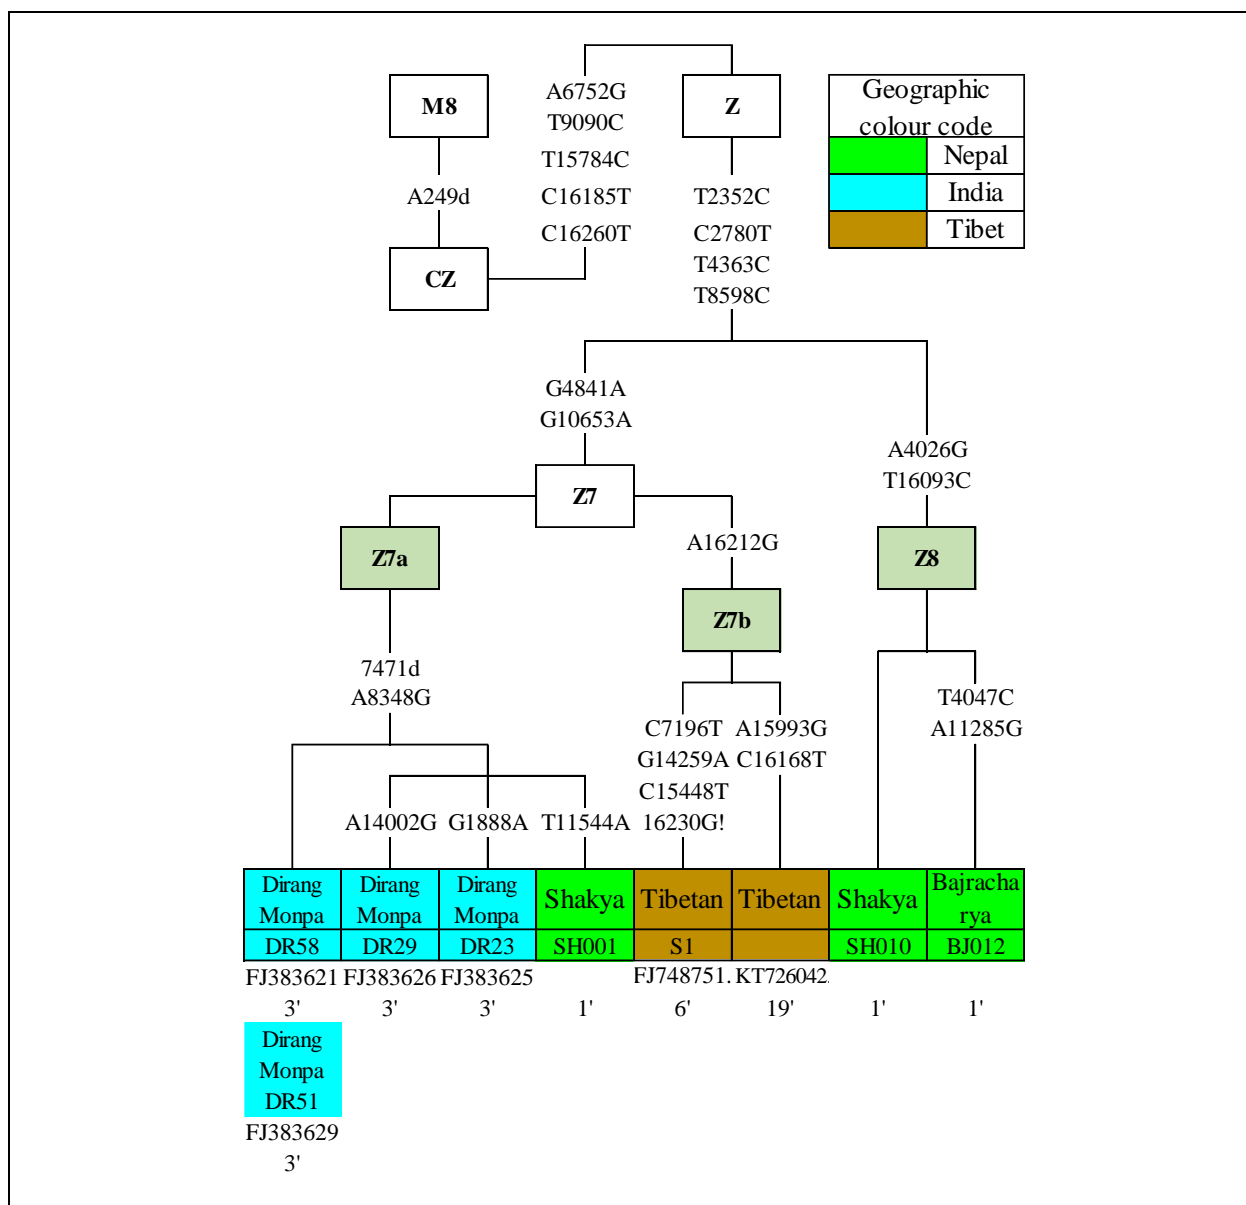 M8
A249d
CZ
A6752G
T9090C
T15784C
C16185T
C16260T
Z
T2352C
C2780T
T4363C
T8598C
Geographic
colour code
Nepal
India
Tibet
G4841A
G10653A
A4026G
T16093C
Z7
Z7a
A16212G
Z7b
Z8
7471d
A8348G
C7196T
G14259A
C15448T
16230G!
A15993G
C16168T
T4047C
A11285G
A14002G
G1888A
T11544A
Dirang
Monpa
DR58
FJ383621
3'
Dirang
Monpa
DR29
FJ383626
3'
Dirang
Monpa
DR23
FJ383625
3'
Shakya
SH001
1'
Tibetan
S1
FJ748751.
6'
Tibetan
KT726042.
19'
Shakya
SH010
1'
Bajracha
rya
BJ012
1'
Dirang
Monpa
DR51
FJ383629
3'